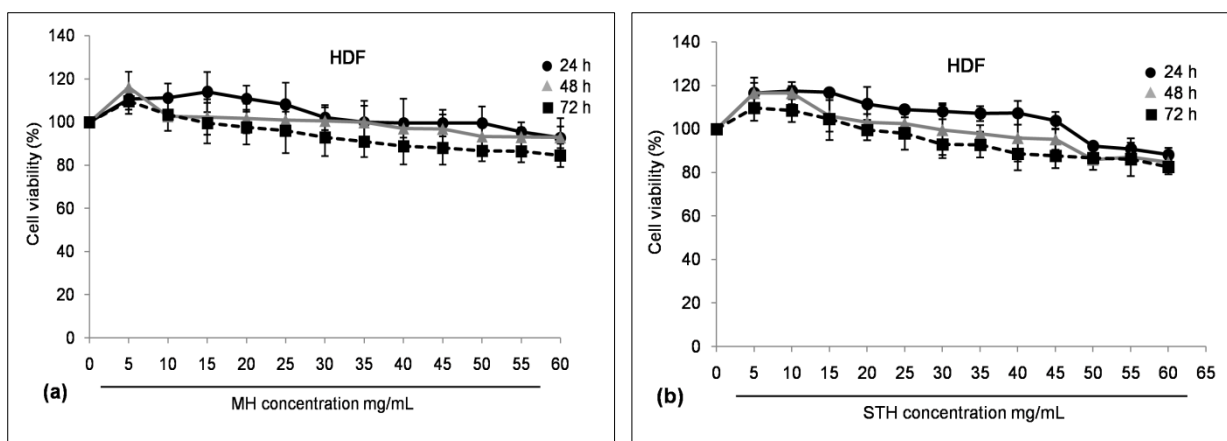 140
120
100
80
60
40
20
0
Cell viability (%)
HDF
24 h
48 h
72 h
0 5 10 15 20 25 30 35 40 45 50 55 60
(a)
MH concentration mg/mL
140
120
100
80
60
40
20
0
Cell viability (%)
HDF
24 h
48 h
72 h
0 5 10 15 20 25 30 35 40 45 50 55 60 65
(b)
STH concentration mg/mL